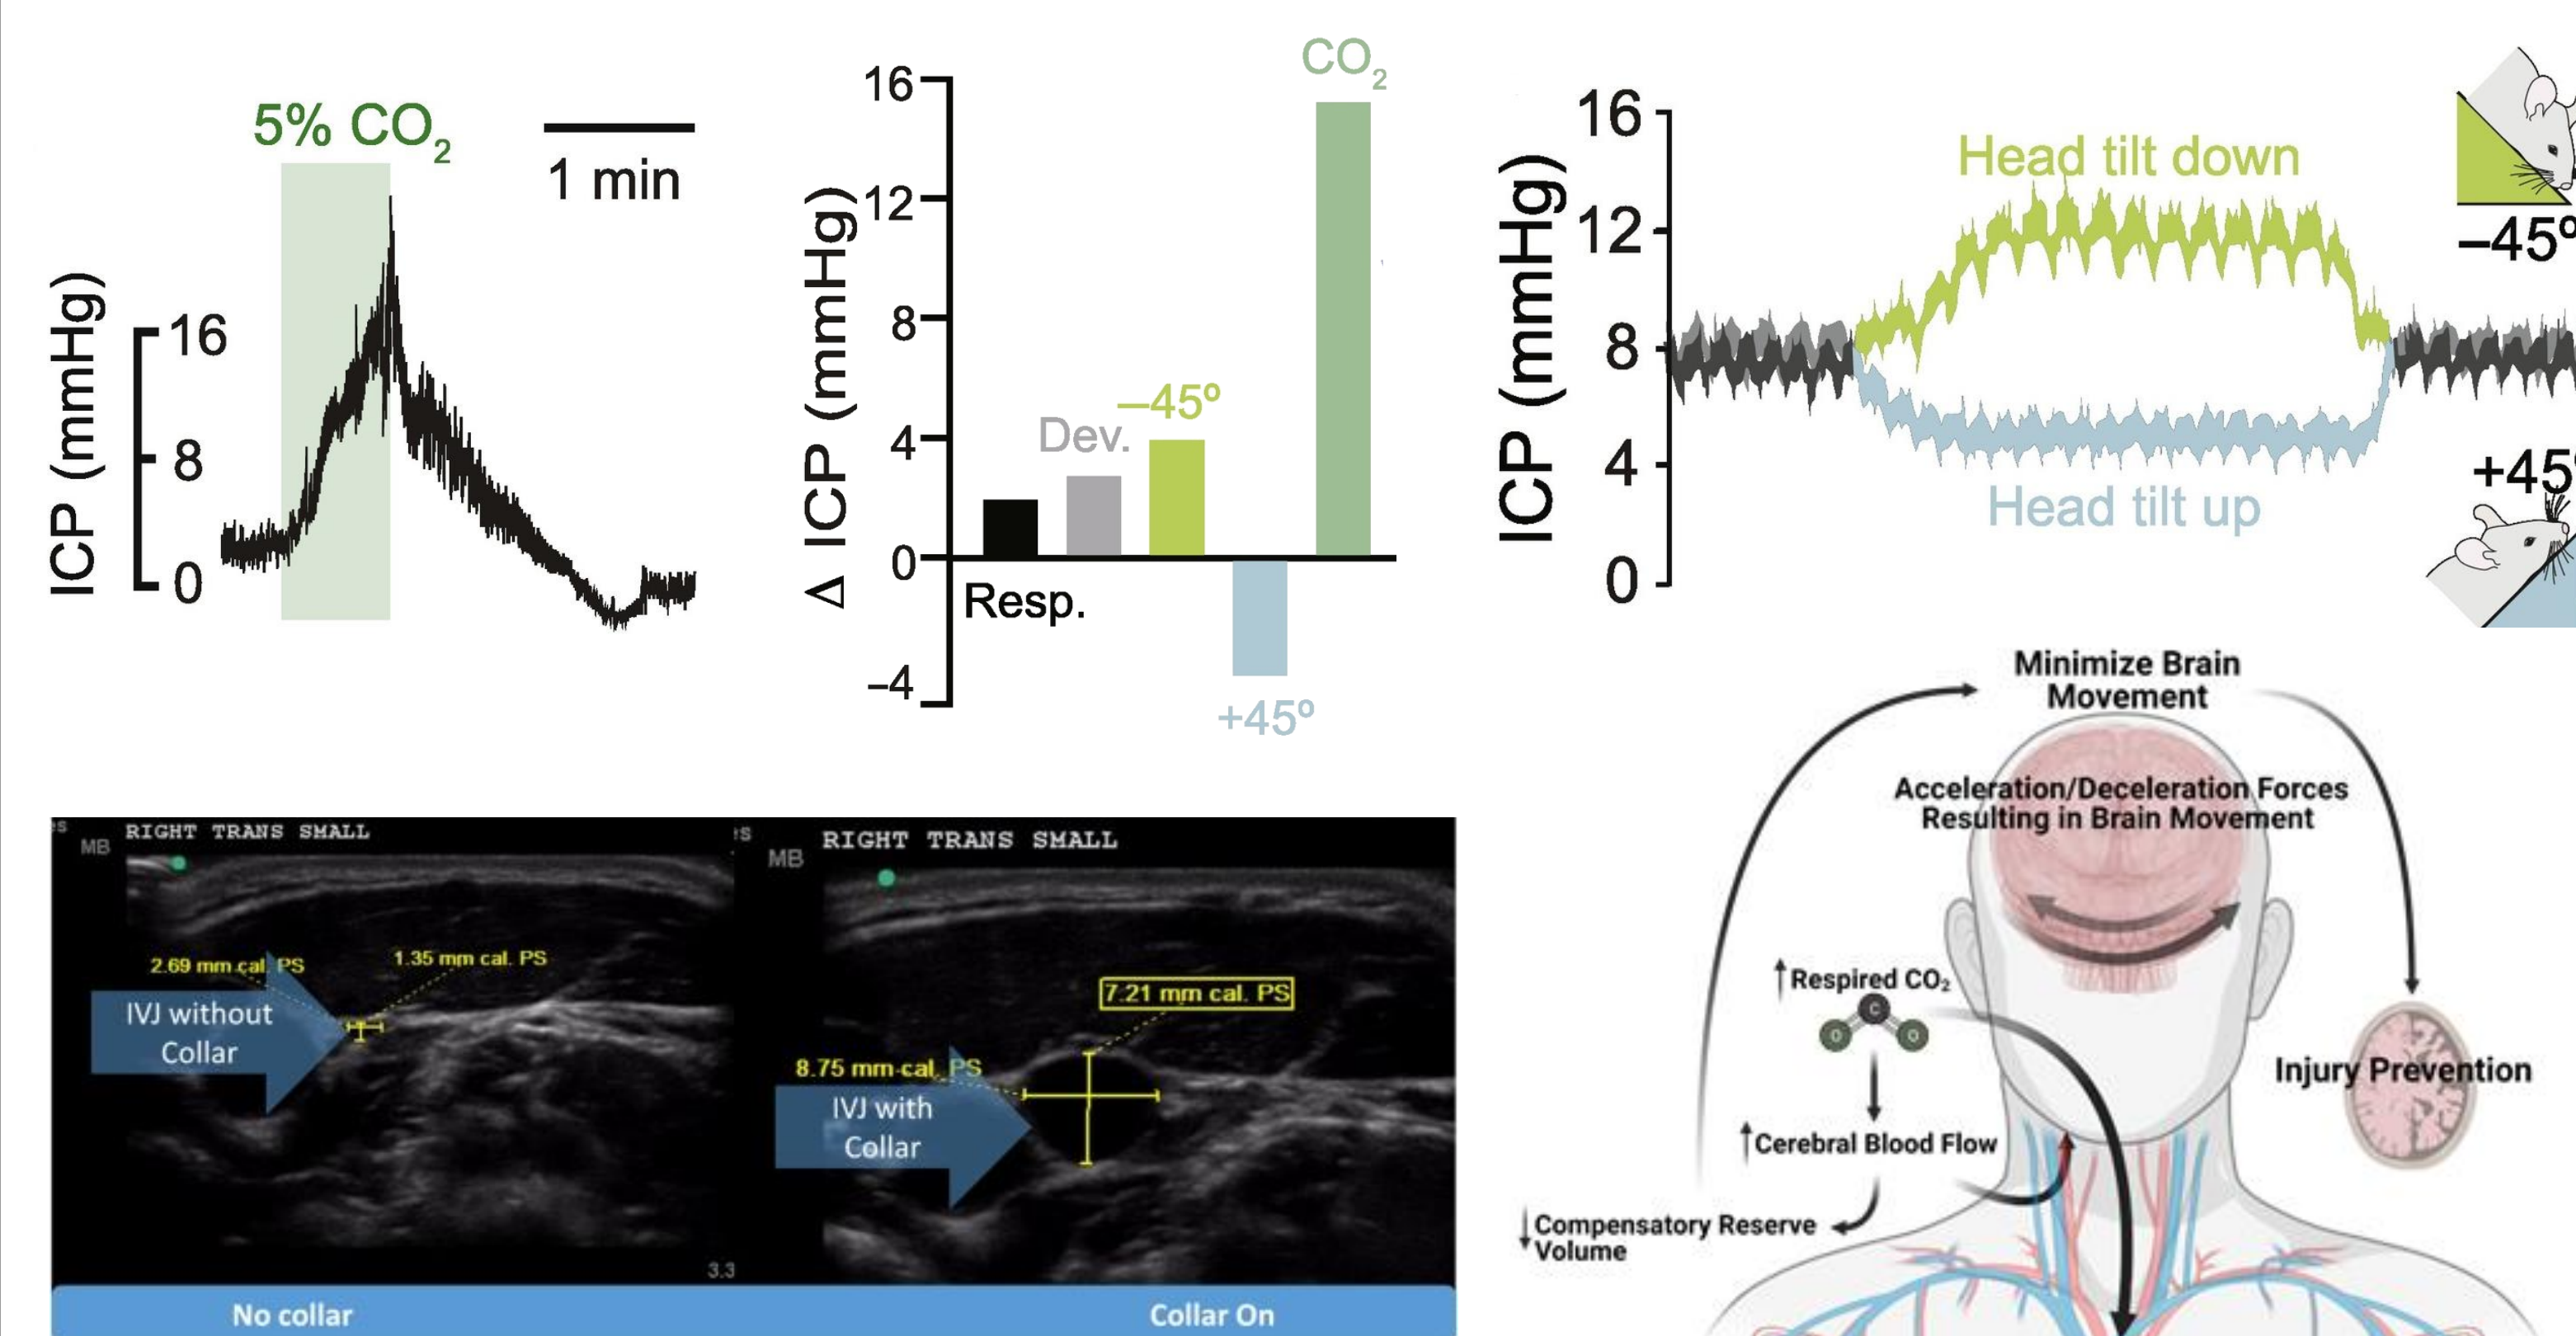 5% CO₂
1 min
ICP (mmHg)
16
8
0
Δ ICP (mmHg)
16
12
8
4
0
–4
Resp.
Dev.
–45º
+45º
CO₂
ICP (mmHg)
16
12
8
4
0
Head tilt down
Head tilt up
–45º
+45º
MB
RIGHT TRANS SMALL
2.69 mm cal. PS
1.35 mm cal. PS
IVJ without
Collar
3.3
No collar
MB
RIGHT TRANS SMALL
7.21 mm cal. PS
8.75 mm cal. PS
IVJ with
Collar
Collar On
Minimize Brain
Movement
Acceleration/Deceleration Forces
Resulting in Brain Movement
↑Respired CO₂
C
O
O
↑Cerebral Blood Flow
↓Compensatory Reserve
Volume
Injury Prevention